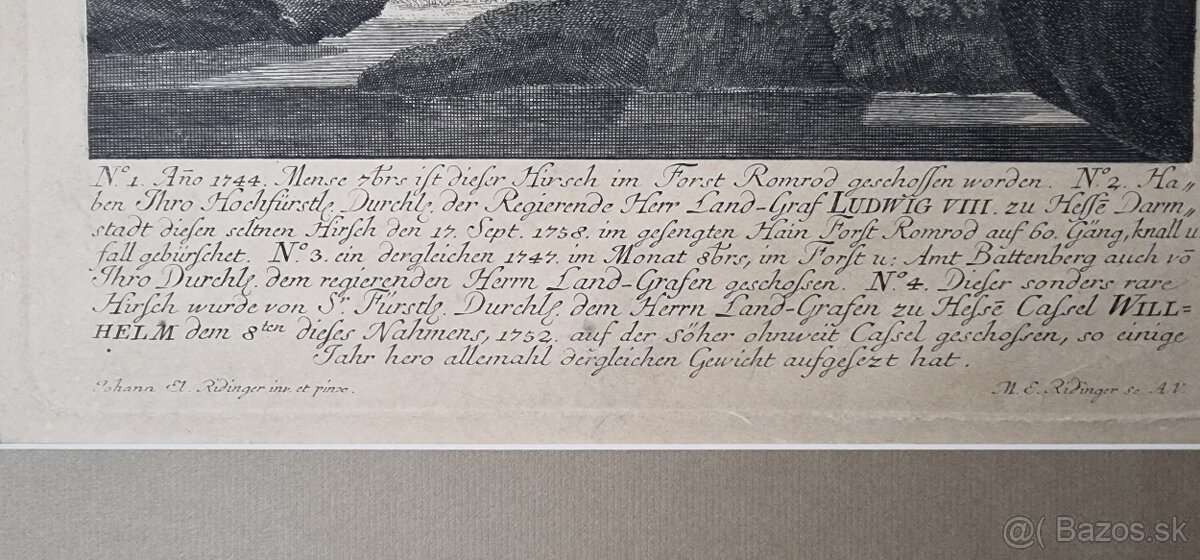 N.o 1. Año 1744. Mense 7brs ist dieser Hirsch im Forst Romrod geschossen worden. N.o 2. Ha„
ben Ihro Hochfürstl. Durchl. der Regierende Herr Land-Graf LUDWIG VIII. zu Hessẽ Darm„
stadt diesen seltnen Hirsch den 17. Sept. 1758. im gesengten Hain Forst Romrod auf 60. Gäng, knall u
fall gebürschet. N.o 3. ein dergleichen 1747. im Monat 8brs, im Forst u: Amt Battenberg auch võ
Ihro Durchl. dem regierenden Herrn Land-Grafen geschossen. N.o 4. Dieser sonders rare
Hirsch wurde von Sr. Fürstl. Durchl. dem Herrn Land-Grafen zu Hessẽ Cassel WILL=
HELM dem 8ten dieses Nahmens, 1752. auf der söher ohnweit Cassel geschossen, so einige
Jahr hero allemahl dergleichen Gewicht aufgesezt hat.
Johann El. Ridinger inv. et pinx.
M. E. Ridinger sc. A.V.
@( Bazos.sk